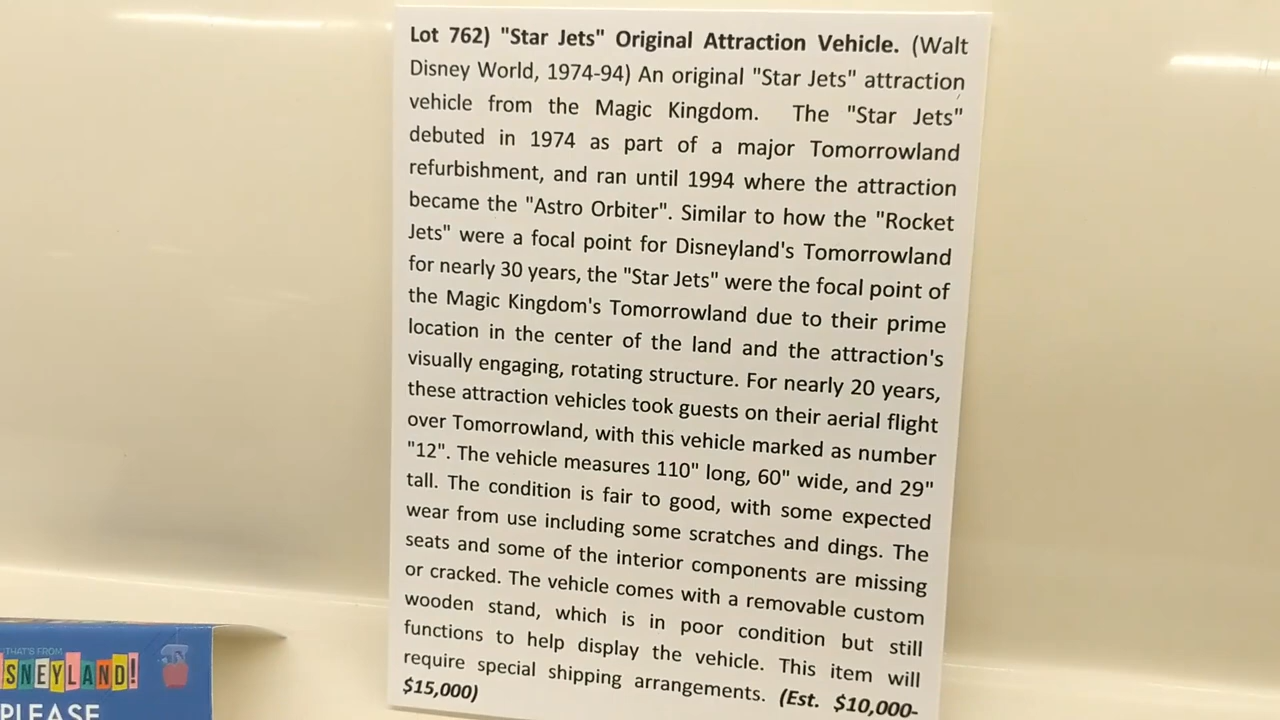 Lot 762) "Star Jets" Original Attraction Vehicle. (Walt
Disney World, 1974-94) An original "Star Jets" attraction
vehicle from the Magic Kingdom. The "Star Jets"
debuted in 1974 as part of a major Tomorrowland
refurbishment, and ran until 1994 where the attraction
became the "Astro Orbiter". Similar to how the "Rocket
Jets" were a focal point for Disneyland's Tomorrowland
for nearly 30 years, the "Star Jets" were the focal point of
the Magic Kingdom's Tomorrowland due to their prime
location in the center of the land and the attraction's
visually engaging, rotating structure. For nearly 20 years,
these attraction vehicles took guests on their aerial flight
over Tomorrowland, with this vehicle marked as number
"12". The vehicle measures 110" long, 60" wide, and 29"
tall. The condition is fair to good, with some expected
wear from use including some scratches and dings. The
seats and some of the interior components are missing
or cracked. The vehicle comes with a removable custom
wooden stand, which is in poor condition but still
functions to help display the vehicle. This item will
require special shipping arrangements. (Est. $10,000-
$15,000)
THAT'S FROM
SNEYLAND!
PLEASE